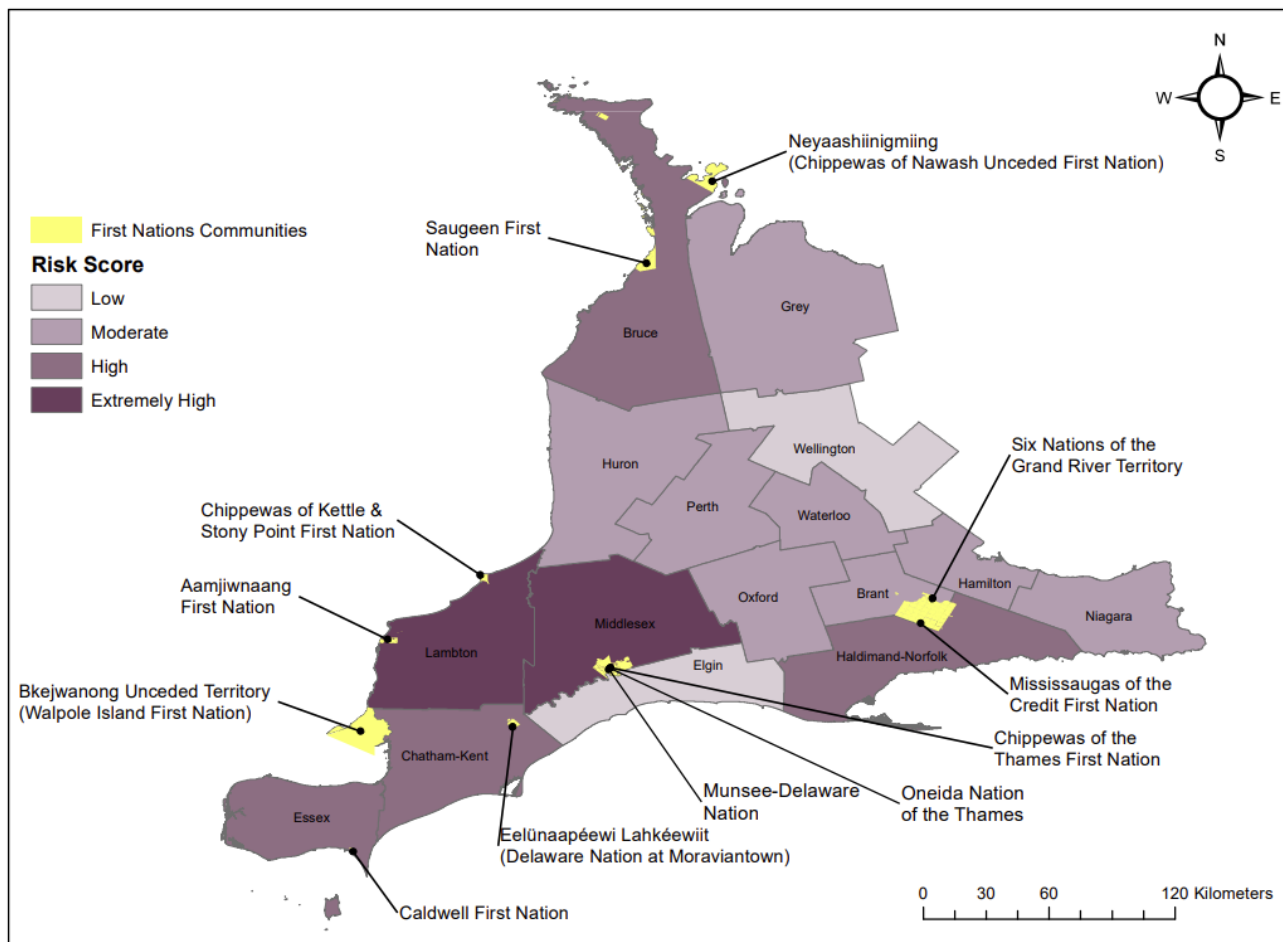 N
W
E
S
Neyaashiinigmiing
(Chippewas of Nawash Unceded First Nation)
Saugeen First
Nation
First Nations Communities
Risk Score
Low
Moderate
High
Extremely High
Grey
Bruce
Wellington
Huron
Six Nations of the
Grand River Territory
Perth
Waterloo
Chippewas of Kettle &
Stony Point First Nation
Aamjiwnaang
First Nation
Hamilton
Brant
Oxford
Niagara
Middlesex
Lambton
Elgin
Haldimand-Norfolk
Bkejwanong Unceded Territory
(Walpole Island First Nation)
Mississaugas of the
Credit First Nation
Chatham-Kent
Chippewas of the
Thames First Nation
Munsee-Delaware
Nation
Oneida Nation
of the Thames
Essex
Eelünaapéewi Lahkéewiit
(Delaware Nation at Moraviantown)
Caldwell First Nation
0 30 60 120 Kilometers